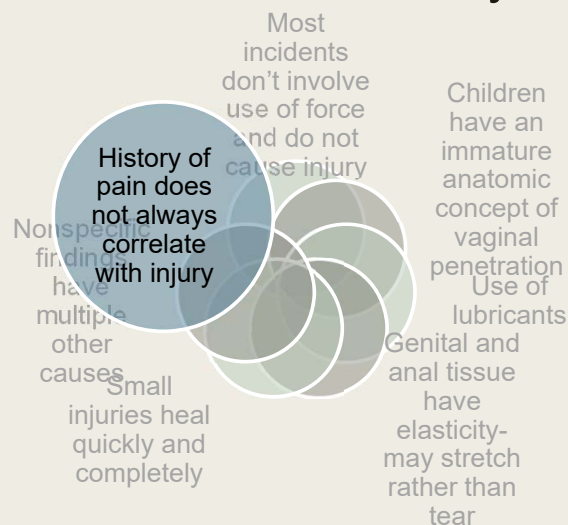 Most
incidents
don't involve
use of force
and do not
cause injury
Children
have an
immature
anatomic
concept of
vaginal
penetration
Use of
lubricants
Genital and
anal tissue
have
elasticity-
may stretch
rather than
tear
Small
injuries heal
quickly and
completely
Nonspecific
findings
have
multiple
other
causes
History of
pain does
not always
correlate
with injury